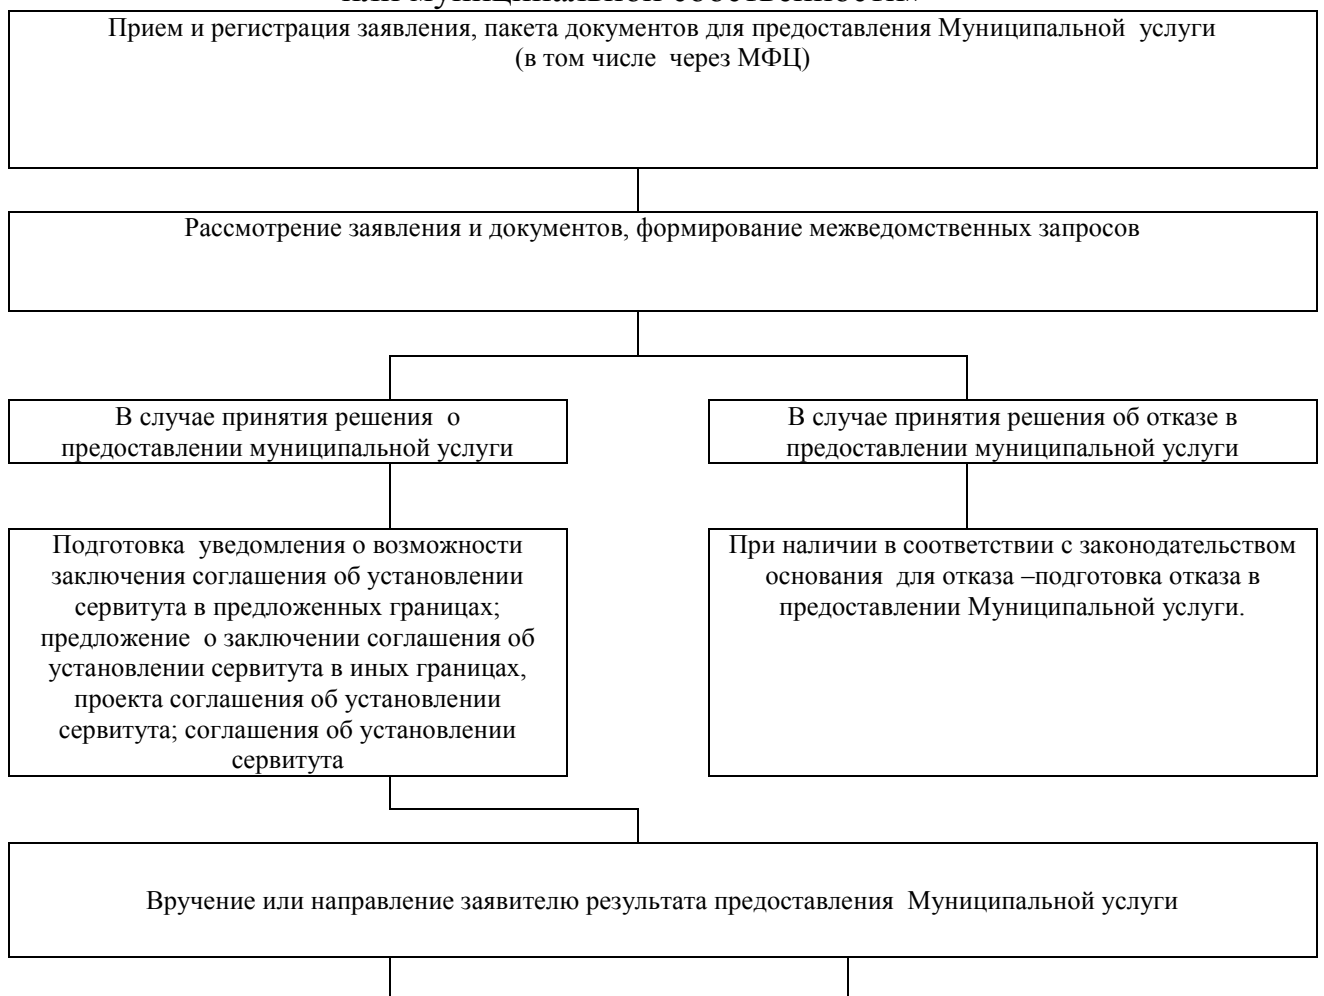 или муниципальной собственности»
Прием и регистрация заявления, пакета документов для предоставления Муниципальной услуги
(в том числе через МФЦ)
Рассмотрение заявления и документов, формирование межведомственных запросов
В случае принятия решения о
предоставлении муниципальной услуги
В случае принятия решения об отказе в
предоставлении муниципальной услуги
Подготовка уведомления о возможности
заключения соглашения об установлении
сервитута в предложенных границах;
предложение о заключении соглашения об
установлении сервитута в иных границах,
проекта соглашения об установлении
сервитута; соглашения об установлении
сервитута
При наличии в соответствии с законодательством
основания для отказа –подготовка отказа в
предоставлении Муниципальной услуги.
Вручение или направление заявителю результата предоставления Муниципальной услуги